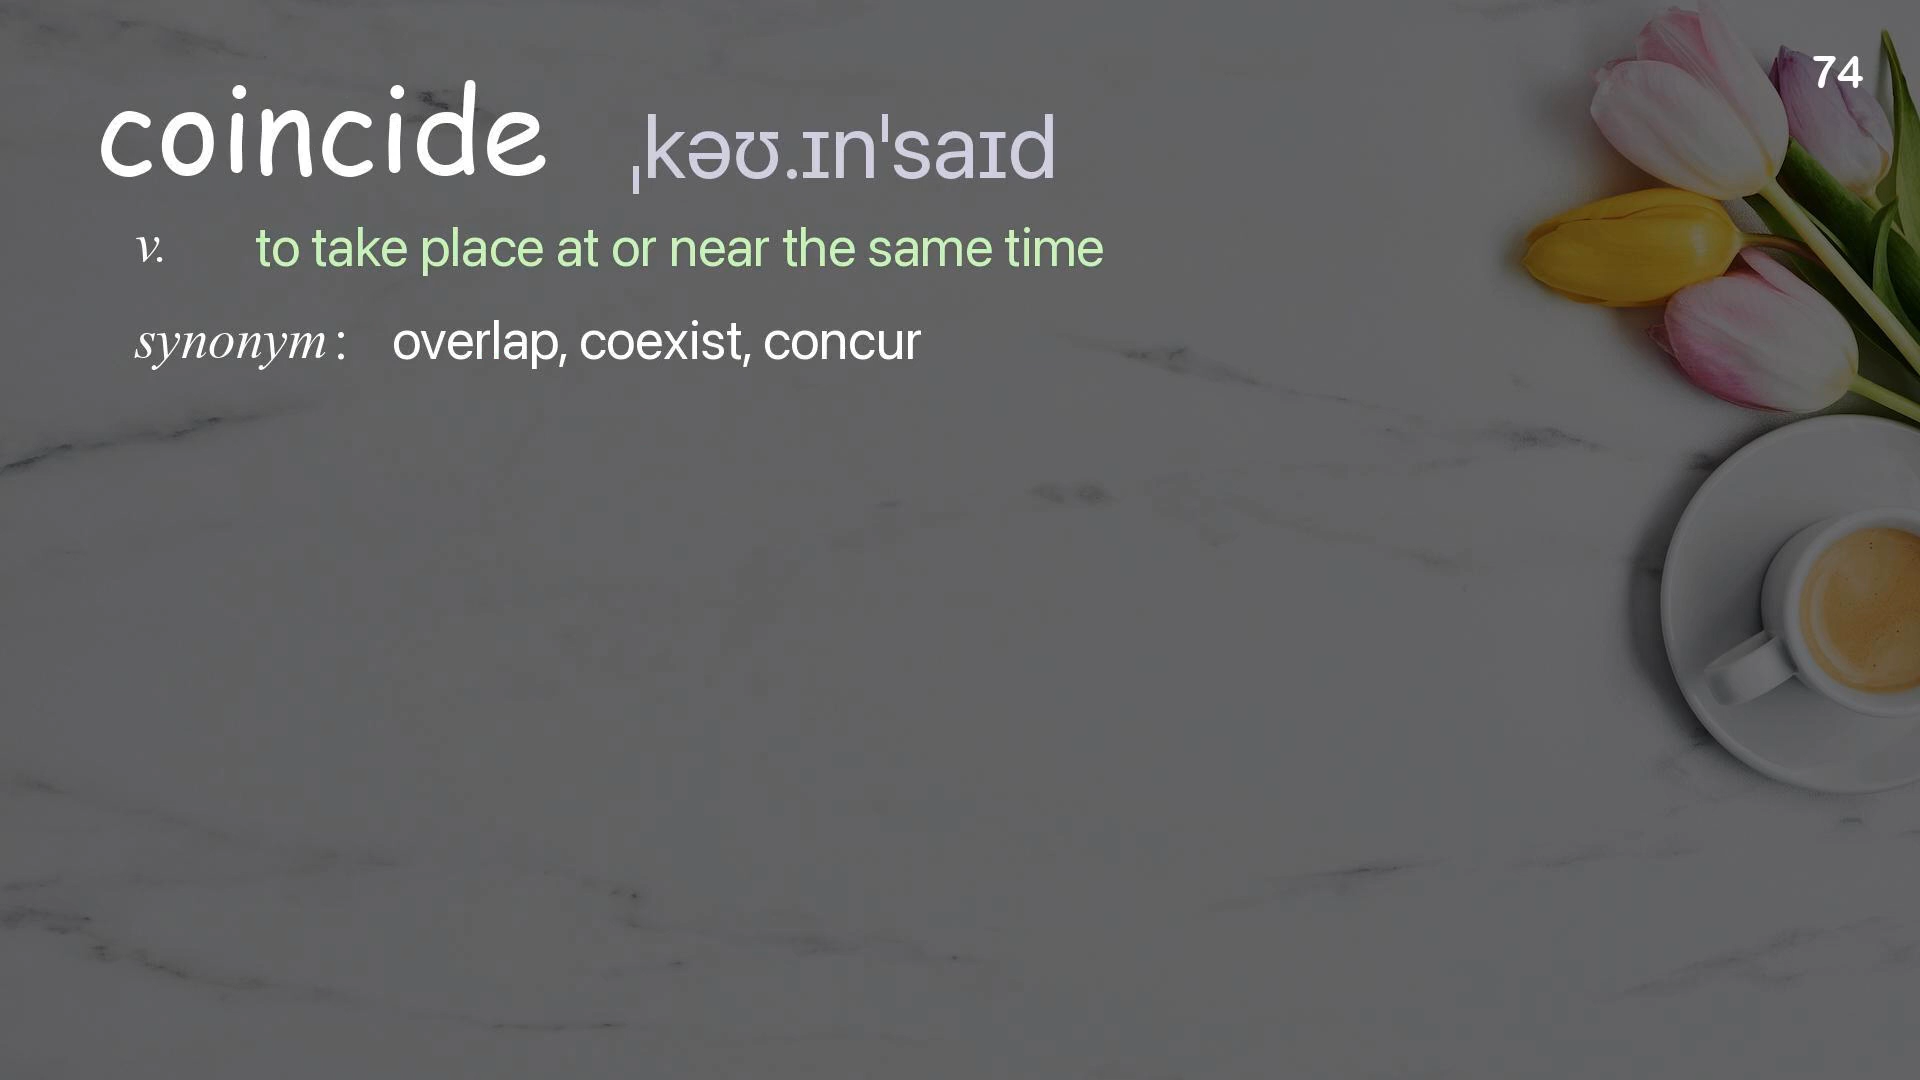 74
coincide ˌkəʊ.ɪnˈsaɪd
v. to take place at or near the same time
synonym: overlap, coexist, concur